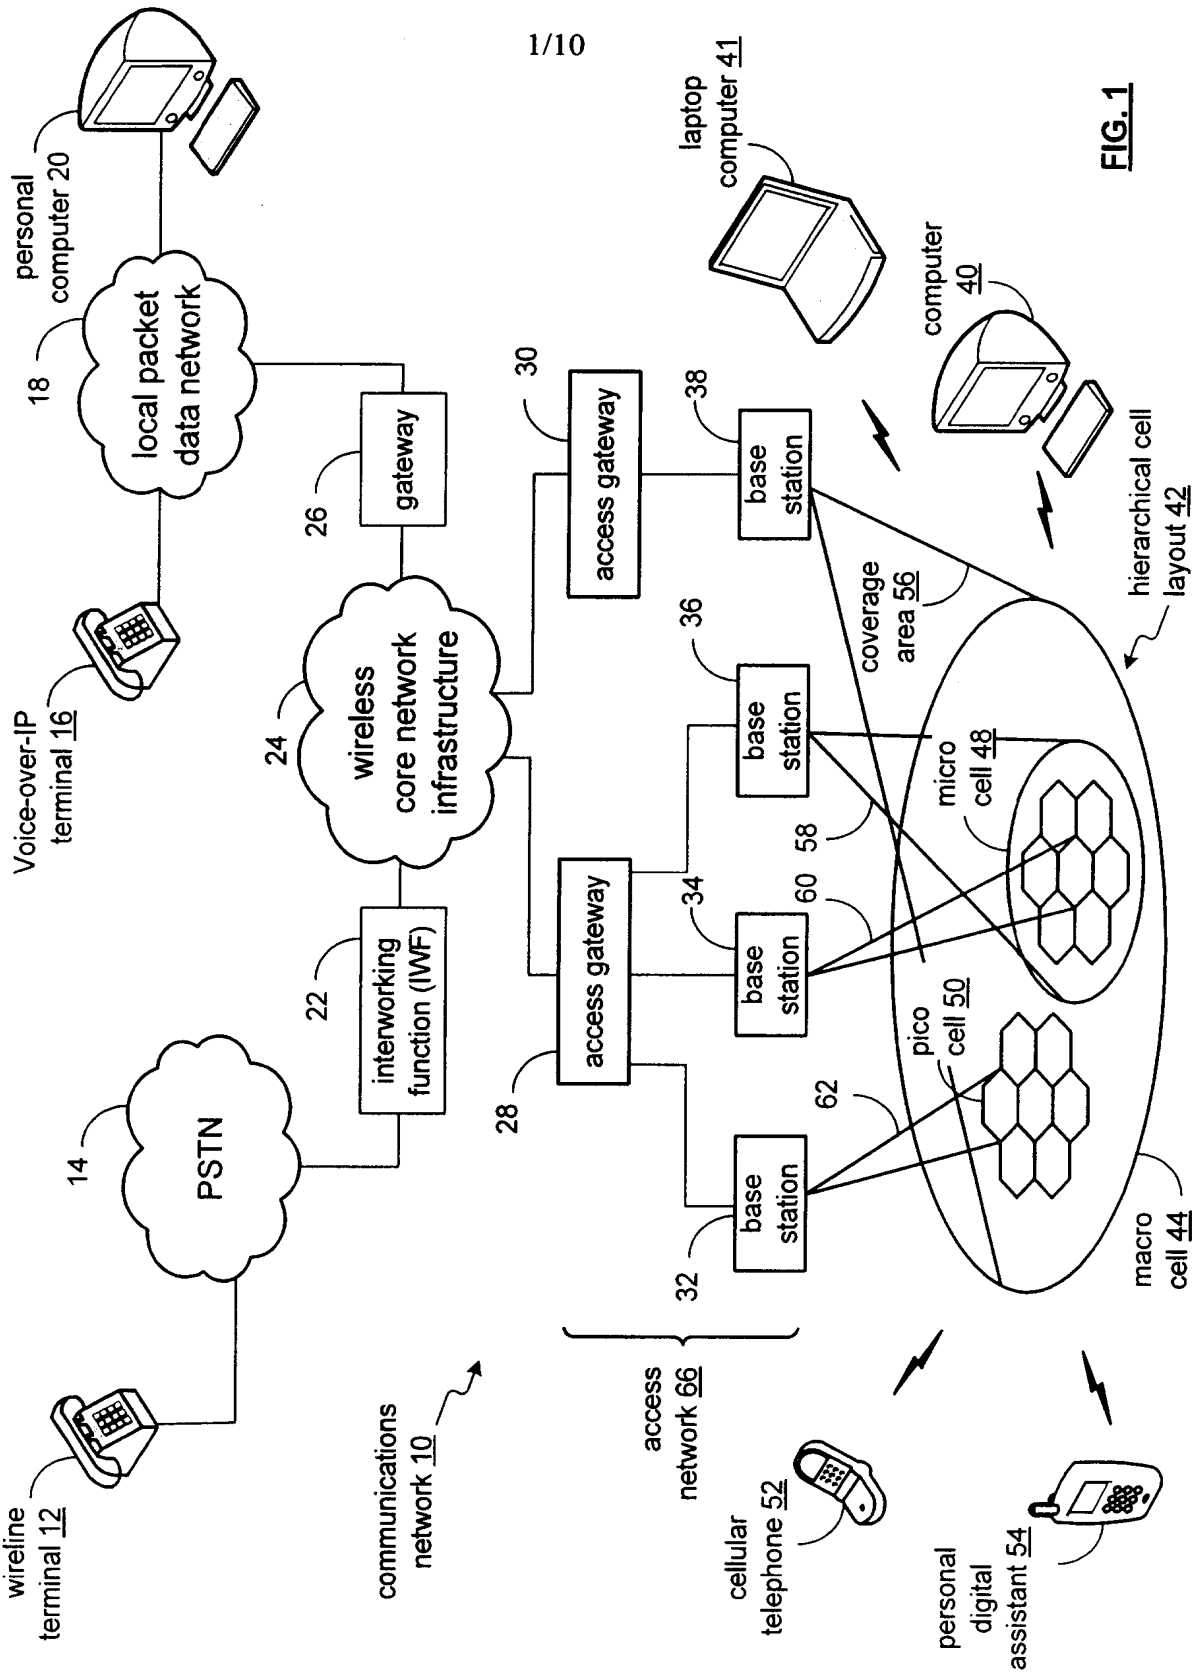 1/10
wireline
terminal 12
14
PSTN
Voice-over-IP
terminal 16
18
local packet
data network
personal
computer 20
22
interworking
function (IWF)
24
wireless
core network
infrastructure
26
gateway
communications
network 10
28
access gateway
30
access gateway
access
network 66
32
base
station
34
base
station
36
base
station
38
base
station
laptop
computer 41
computer
40
cellular
telephone 52
62
60
58
coverage
area 56
pico
cell 50
micro
cell 48
hierarchical cell
layout 42
personal
digital
assistant 54
macro
cell 44
FIG. 1